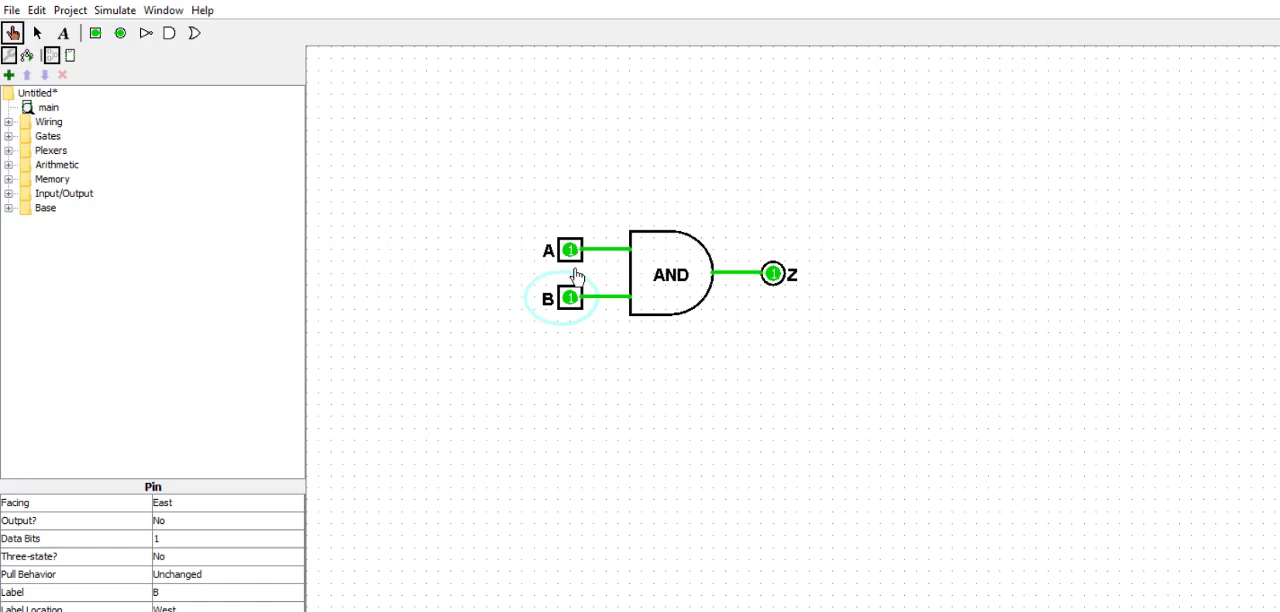 File Edit Project Simulate Window Help
A
Untitled*
main
Wiring
Gates
Plexers
Arithmetic
Memory
Input/Output
Base
A 1
AND
1 Z
B 1
Pin
Facing East
Output? No
Data Bits 1
Three-state? No
Pull Behavior Unchanged
Label B
Label Location West